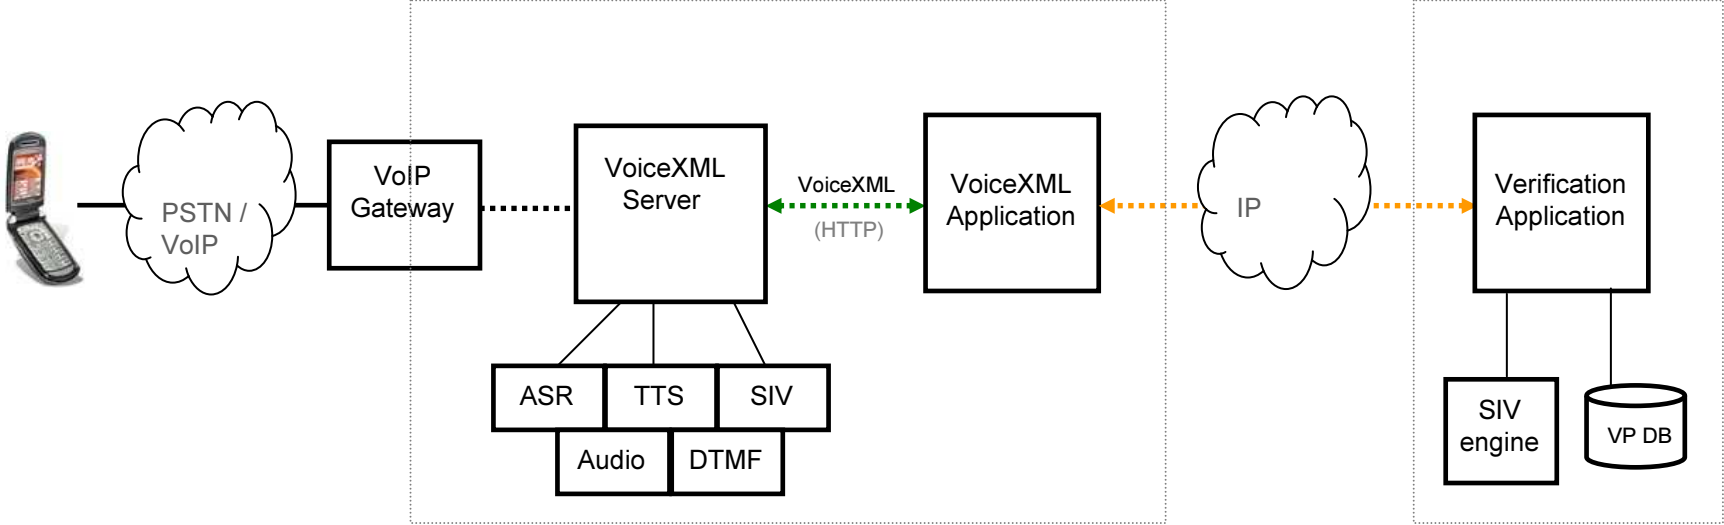 PSTN /
VoIP
VoIP
Gateway
VoiceXML
Server
VoiceXML
(HTTP)
VoiceXML
Application
IP
Verification
Application
ASR
TTS
SIV
Audio
DTMF
SIV
engine
VP DB